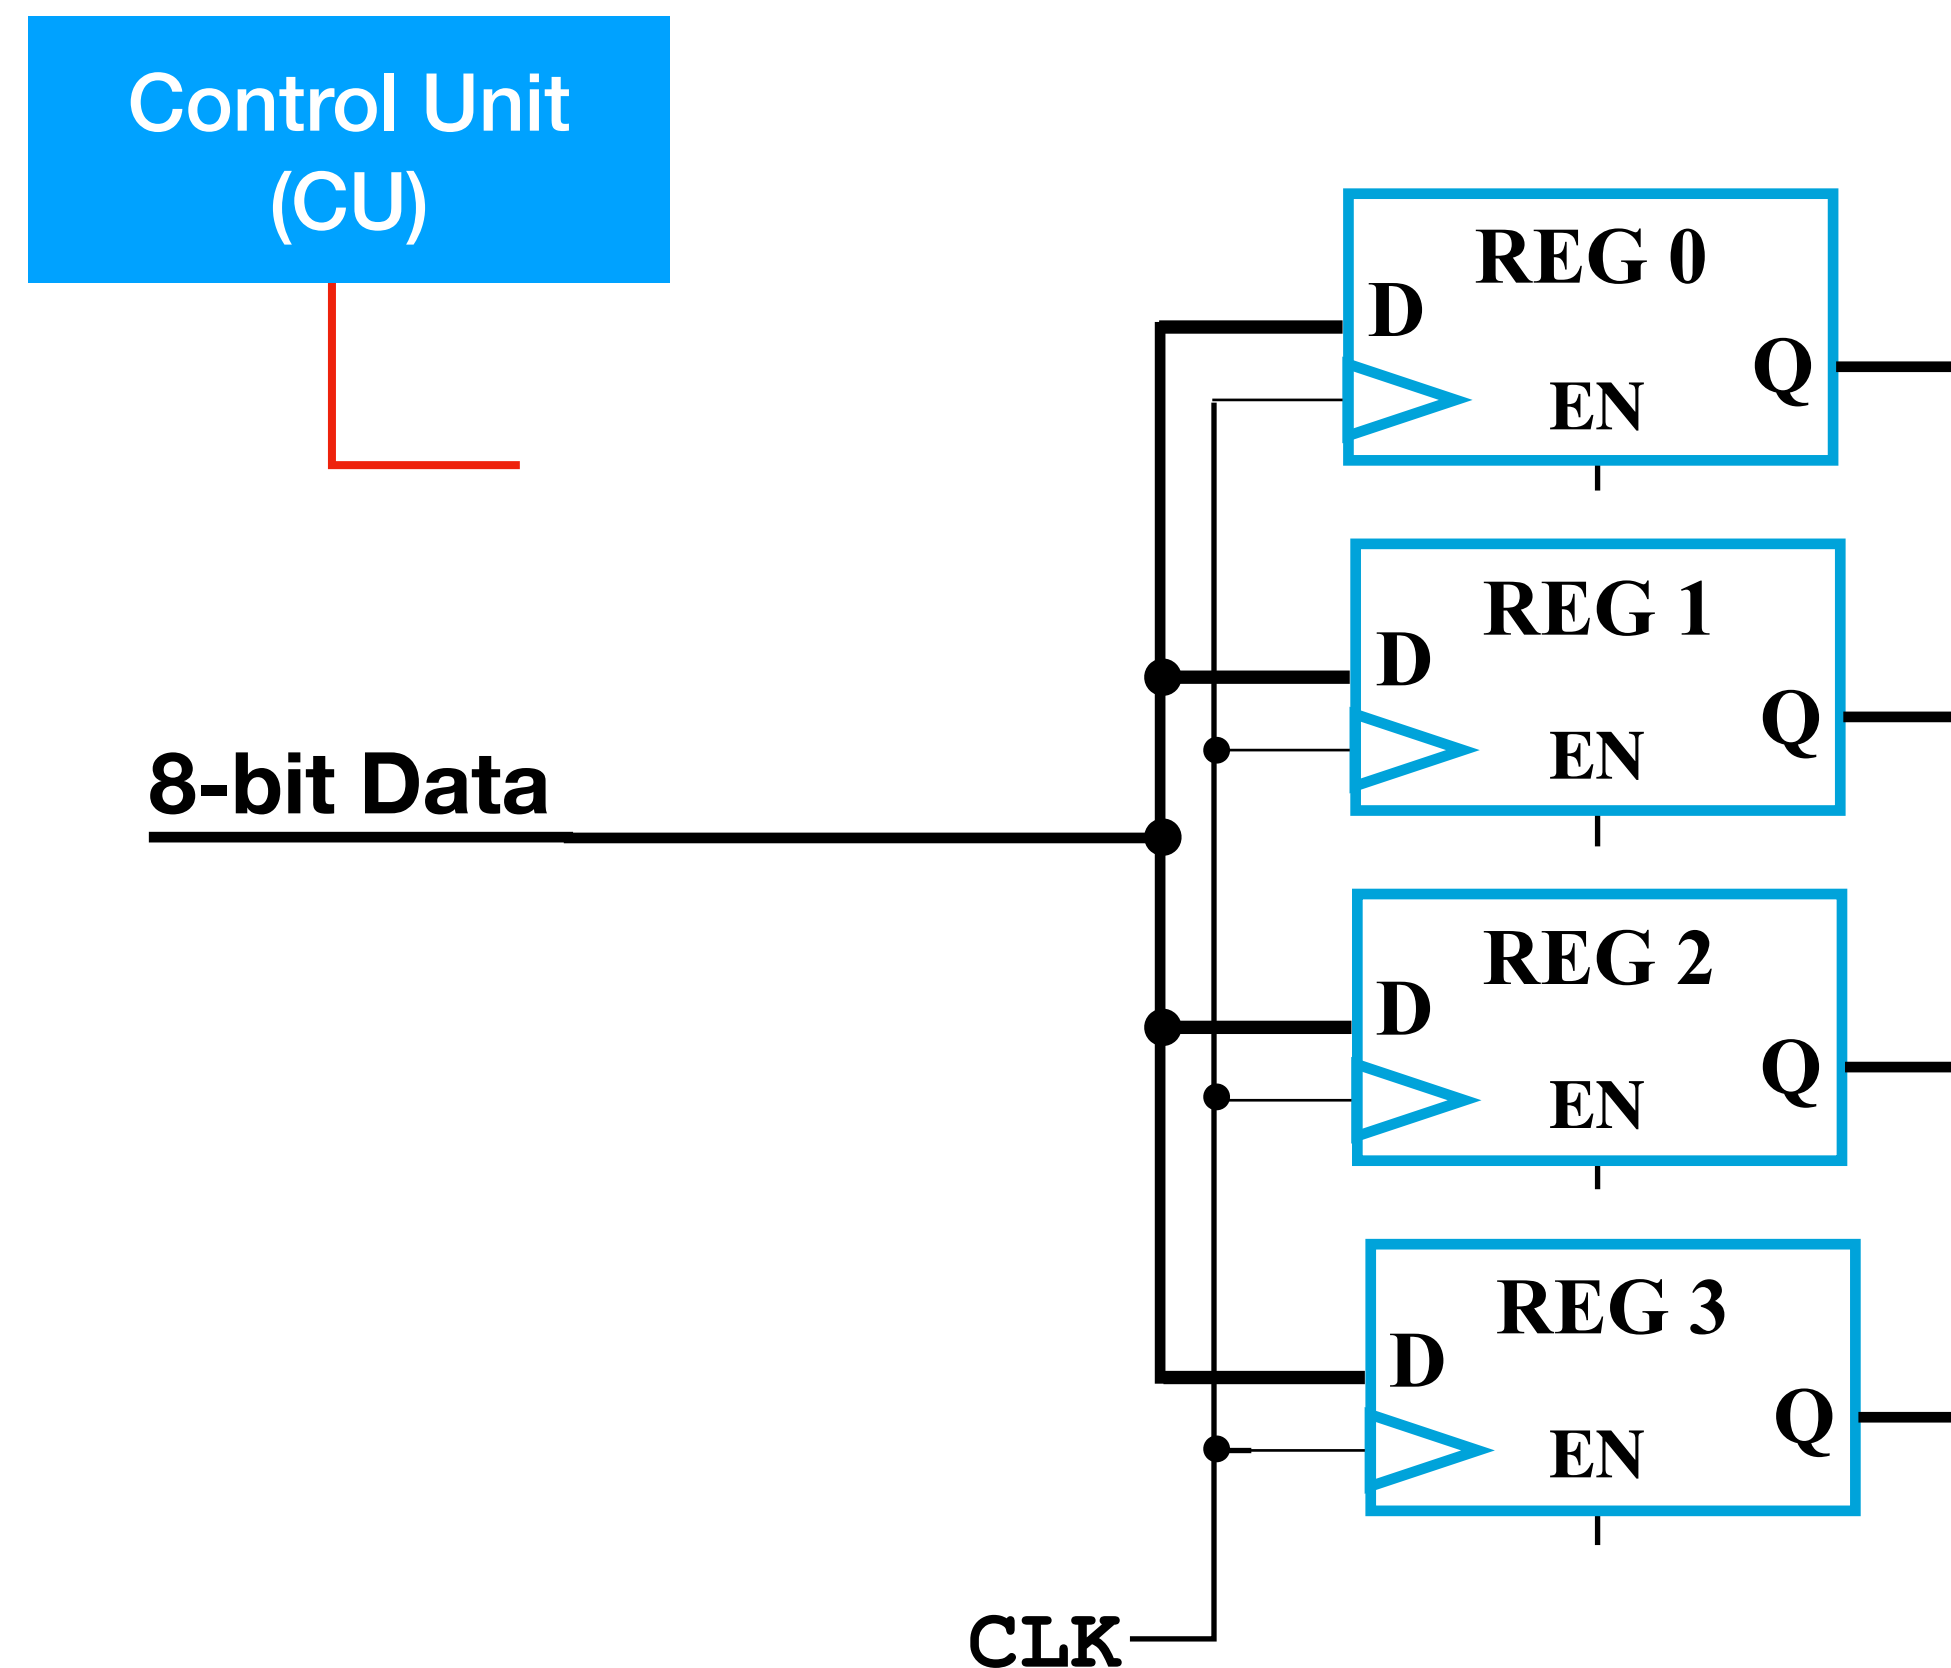 Control Unit
(CU)
REG 0
D
Q
EN
REG 1
D
Q
EN
8-bit Data
REG 2
D
Q
EN
REG 3
D
Q
EN
CLK